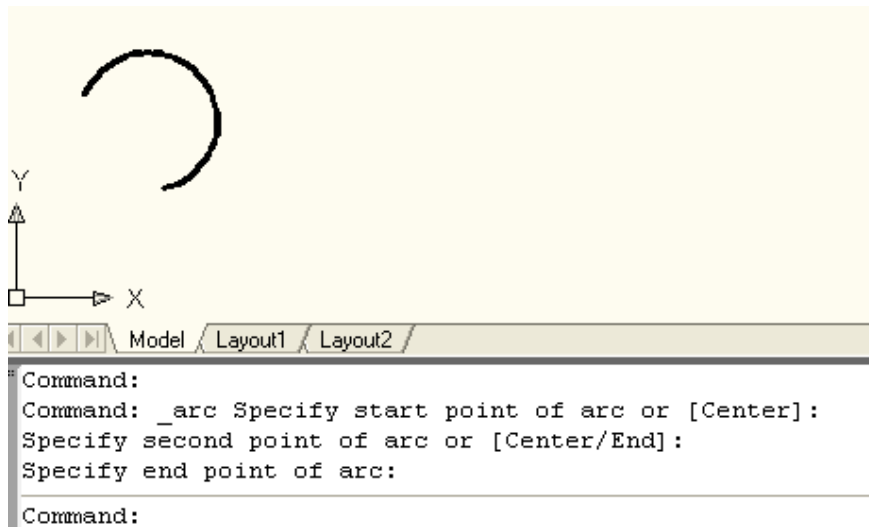 Y
X
Model / Layout1 / Layout2 /
Command:
Command: _arc Specify start point of arc or [Center]:
Specify second point of arc or [Center/End]:
Specify end point of arc:
Command: